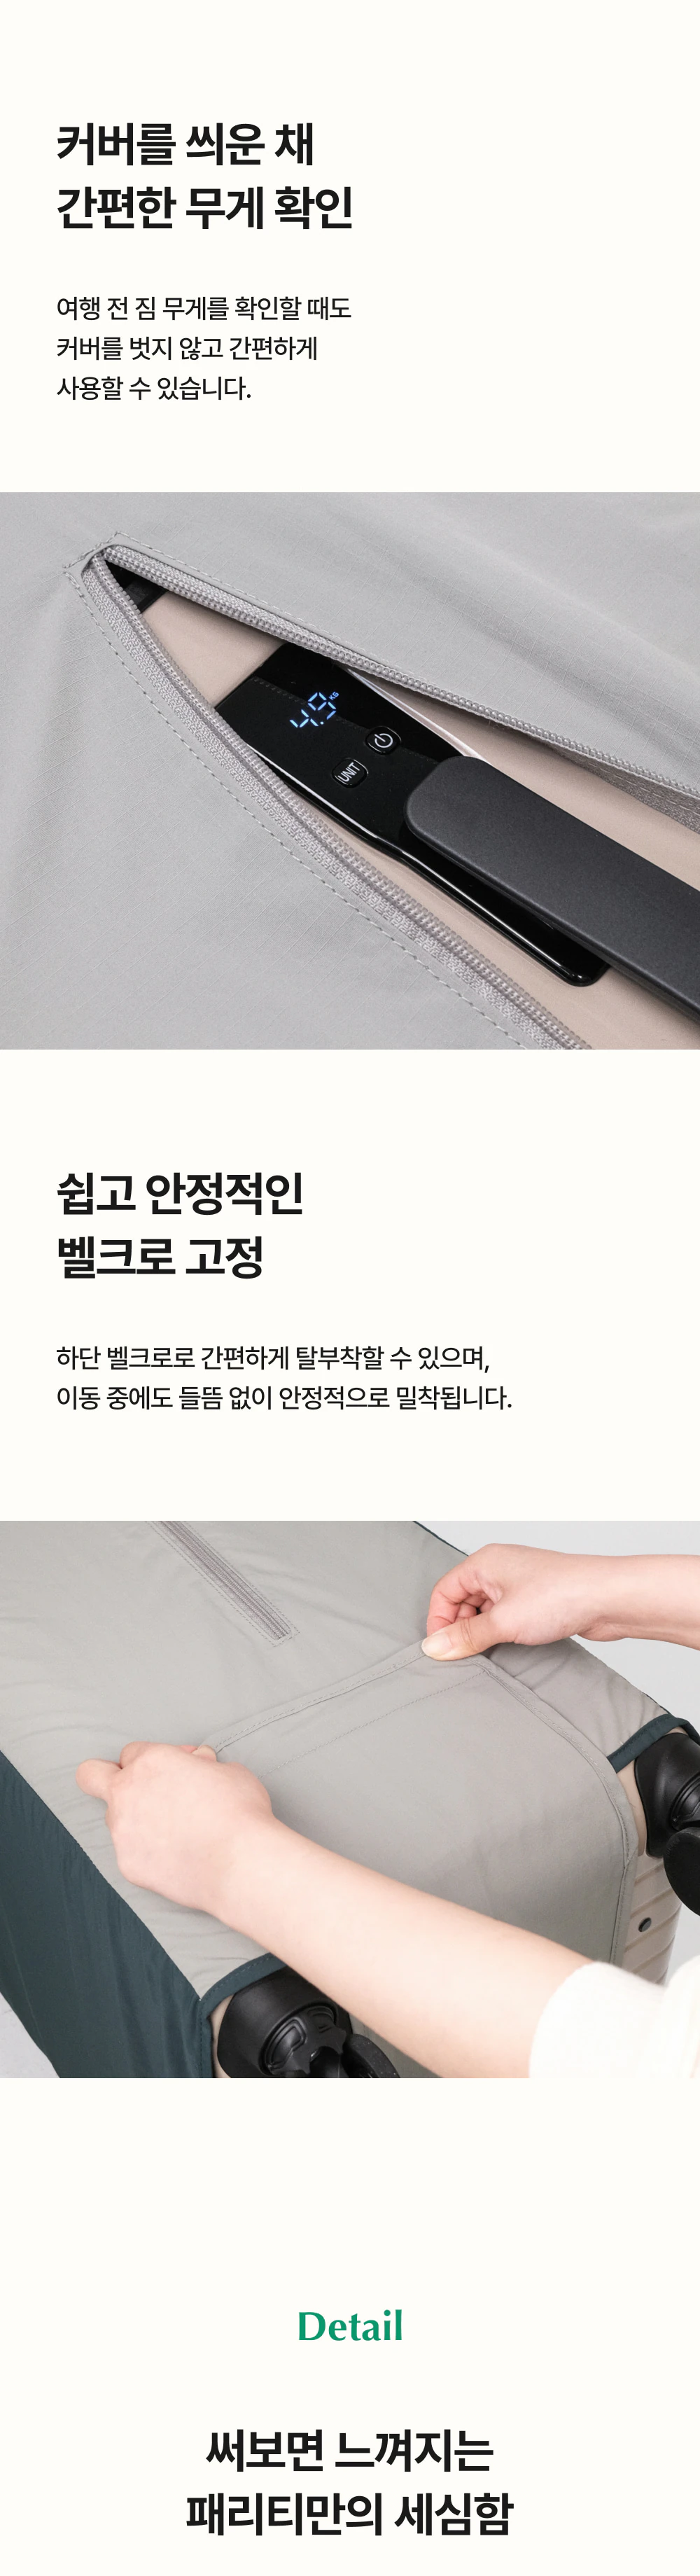 커버를 씌운 채
간편한 무게 확인
여행 전 짐 무게를 확인할 때도
커버를 벗지 않고 간편하게
사용할 수 있습니다.
4.9 KG
UNIT
쉽고 안정적인
벨크로 고정
하단 벨크로로 간편하게 탈부착할 수 있으며,
이동 중에도 들뜸 없이 안정적으로 밀착됩니다.
Detail
써보면 느껴지는
패리티만의 세심함